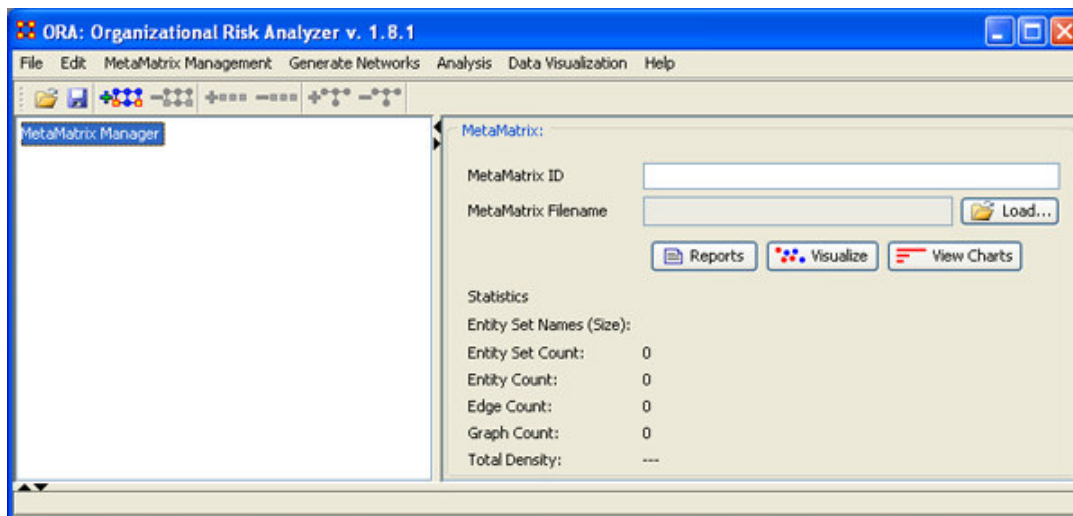 ORA: Organizational Risk Analyzer v. 1.8.1
File Edit MetaMatrix Management Generate Networks Analysis Data Visualization Help
MetaMatrix Manager
MetaMatrix:
MetaMatrix ID
MetaMatrix Filename Load...
Reports Visualize View Charts
Statistics
Entity Set Names (Size):
Entity Set Count: 0
Entity Count: 0
Edge Count: 0
Graph Count: 0
Total Density: ---